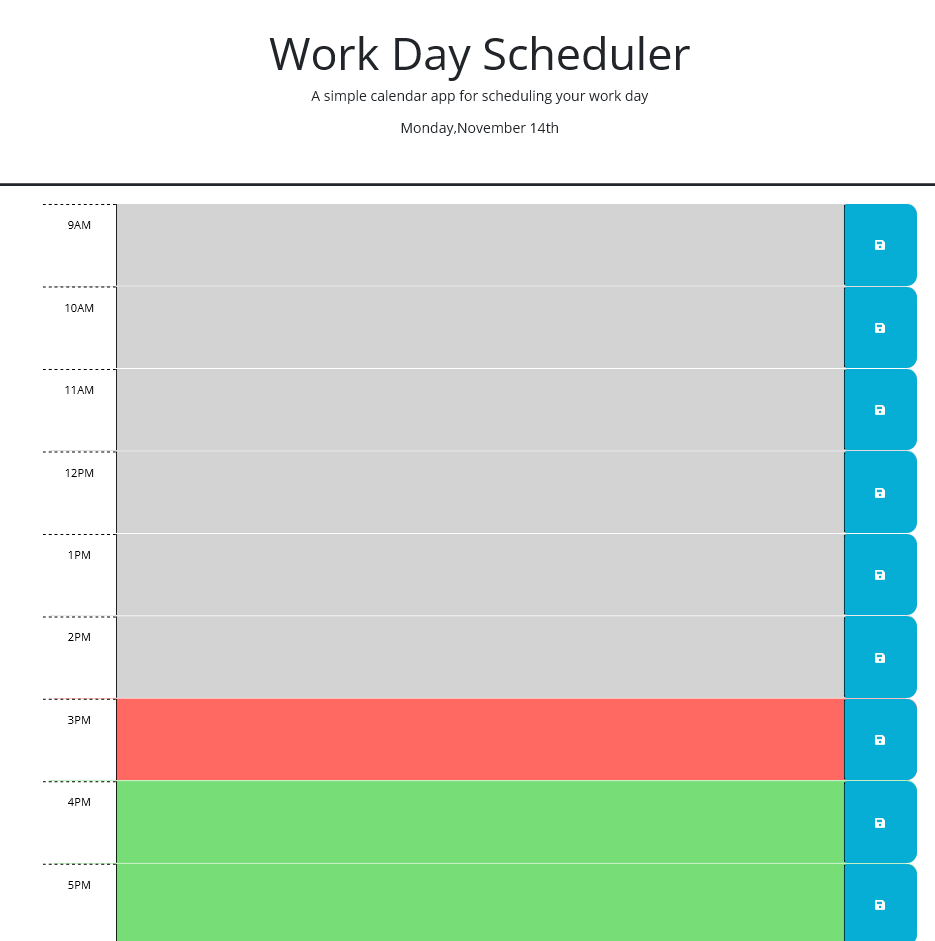 Work Day Scheduler
A simple calendar app for scheduling your work day
Monday,November 14th
9AM
10AM
11AM
12PM
1PM
2PM
3PM
4PM
5PM